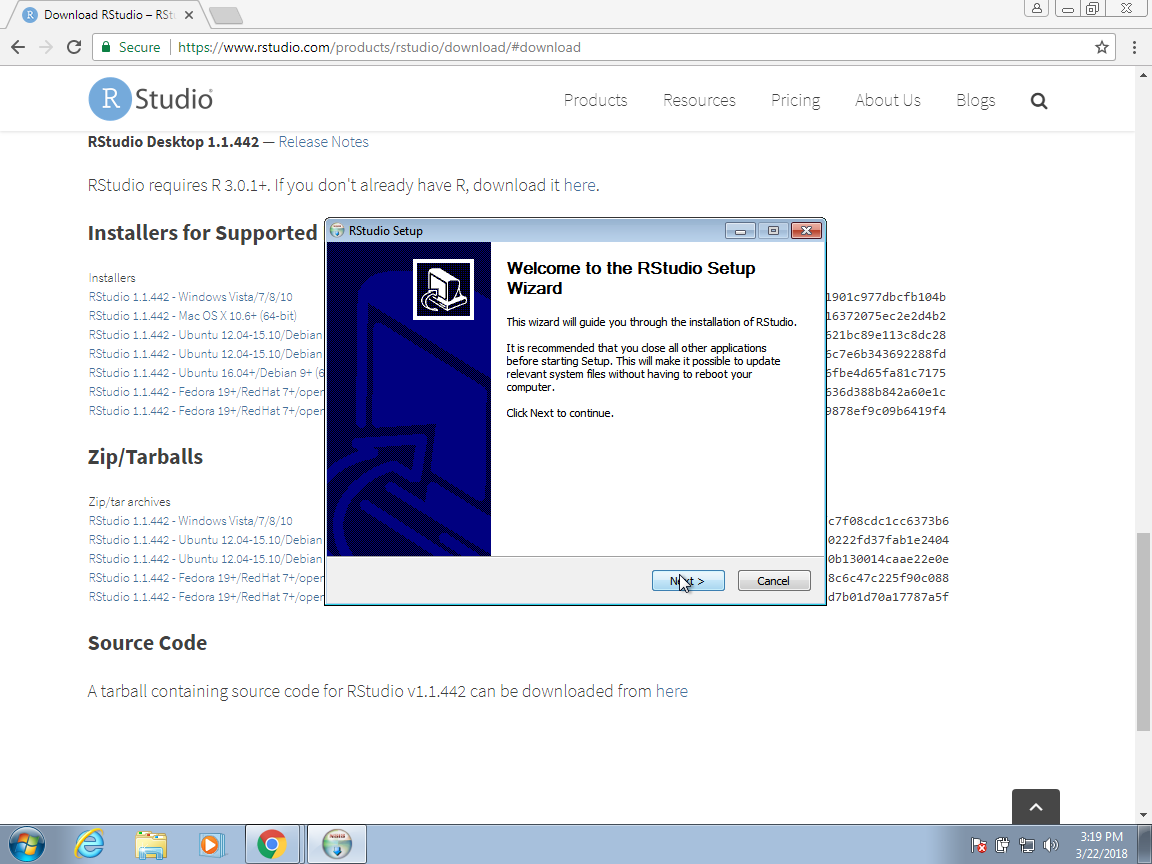 Download RStudio – RSt
Secure
https://www.rstudio.com/products/rstudio/download/#download
R Studio
Products
Resources
Pricing
About Us
Blogs
RStudio Desktop 1.1.442 — Release Notes
RStudio requires R 3.0.1+. If you don't already have R, download it here.
Installers for Supported
Installers
RStudio 1.1.442 - Windows Vista/7/8/10
1901c977dbcfb104b
RStudio 1.1.442 - Mac OS X 10.6+ (64-bit)
16372075ec2e2d4b2
RStudio 1.1.442 - Ubuntu 12.04-15.10/Debian
621bc89e113c8dc28
RStudio 1.1.442 - Ubuntu 12.04-15.10/Debian
6c7e6b343692288fd
RStudio 1.1.442 - Ubuntu 16.04+/Debian 9+ (6
6fbe4d65fa81c7175
RStudio 1.1.442 - Fedora 19+/RedHat 7+/oper
636d388b842a60e1c
RStudio 1.1.442 - Fedora 19+/RedHat 7+/oper
9878ef9c09b6419f4
Zip/Tarballs
Zip/tar archives
RStudio 1.1.442 - Windows Vista/7/8/10
c7f08cdc1cc6373b6
RStudio 1.1.442 - Ubuntu 12.04-15.10/Debian
0222fd37fab1e2404
RStudio 1.1.442 - Ubuntu 12.04-15.10/Debian
0b130014caae22e0e
RStudio 1.1.442 - Fedora 19+/RedHat 7+/oper
8c6c47c225f90c088
RStudio 1.1.442 - Fedora 19+/RedHat 7+/oper
d7b01d70a17787a5f
Source Code
A tarball containing source code for RStudio v1.1.442 can be downloaded from here
RStudio Setup
Welcome to the RStudio Setup
Wizard
This wizard will guide you through the installation of RStudio.
It is recommended that you close all other applications
before starting Setup. This will make it possible to update
relevant system files without having to reboot your
computer.
Click Next to continue.
Next >
Cancel
3:19 PM
3/22/2018